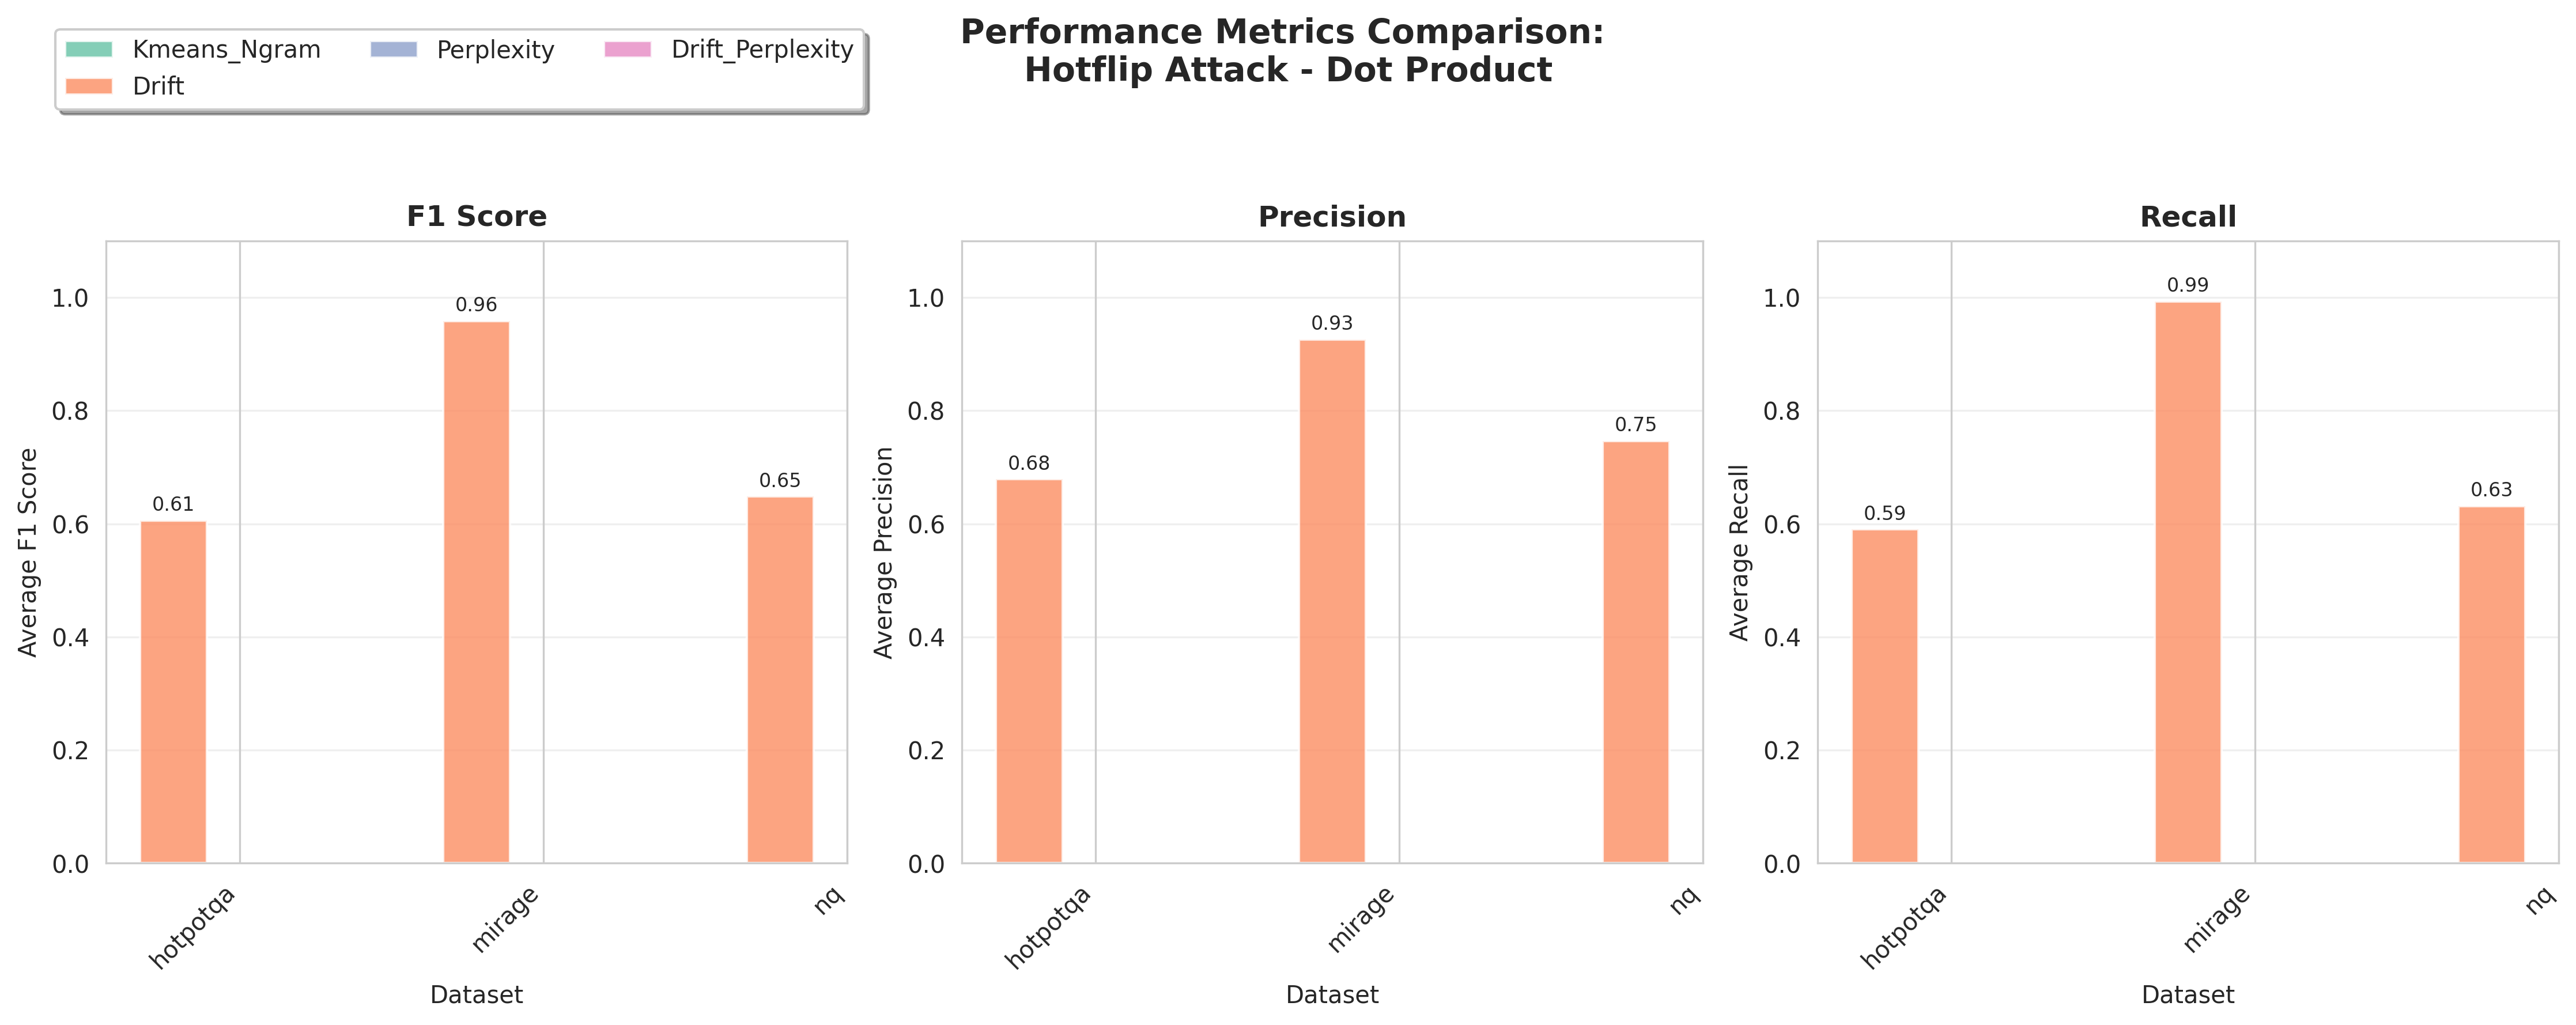 Performance Metrics Comparison:
Hotflip Attack - Dot Product
Kmeans_Ngram
Drift
Perplexity
Drift_Perplexity
F1 Score
Average F1 Score
1.0
0.8
0.6
0.4
0.2
0.0
0.61
0.96
0.65
hotpotqa
mirage
nq
Dataset
Precision
Average Precision
1.0
0.8
0.6
0.4
0.2
0.0
0.68
0.93
0.75
hotpotqa
mirage
nq
Dataset
Recall
Average Recall
1.0
0.8
0.6
0.4
0.2
0.0
0.59
0.99
0.63
hotpotqa
mirage
nq
Dataset